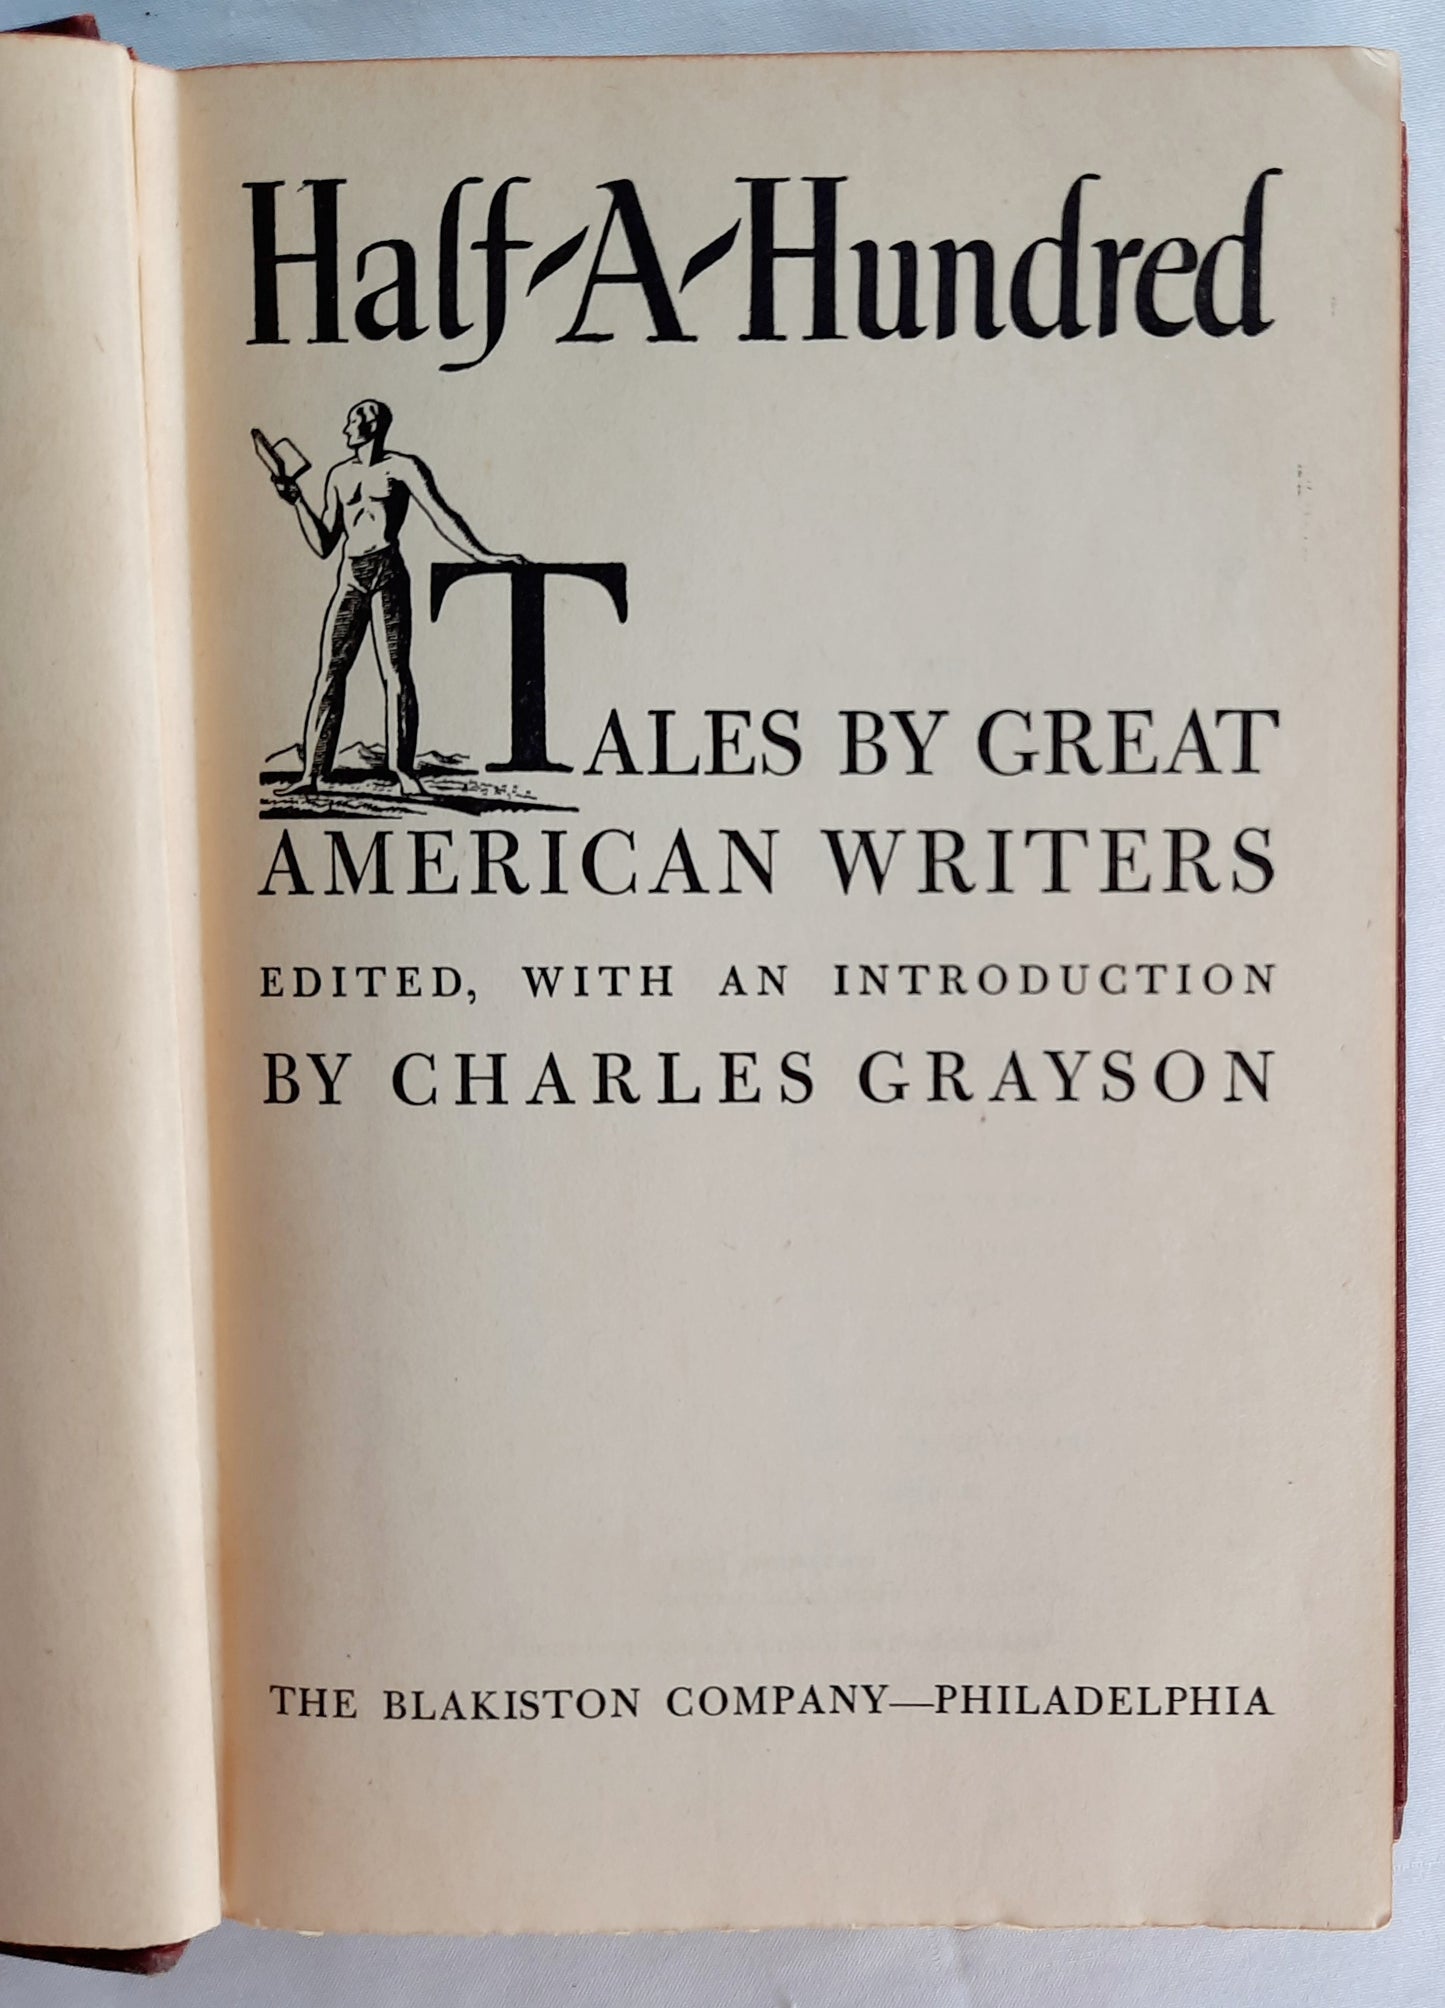 Half-A-Hundred
TALES BY GREAT
AMERICAN WRITERS
EDITED, WITH AN INTRODUCTION
BY CHARLES GRAYSON
THE BLAKISTON COMPANY—PHILADELPHIA